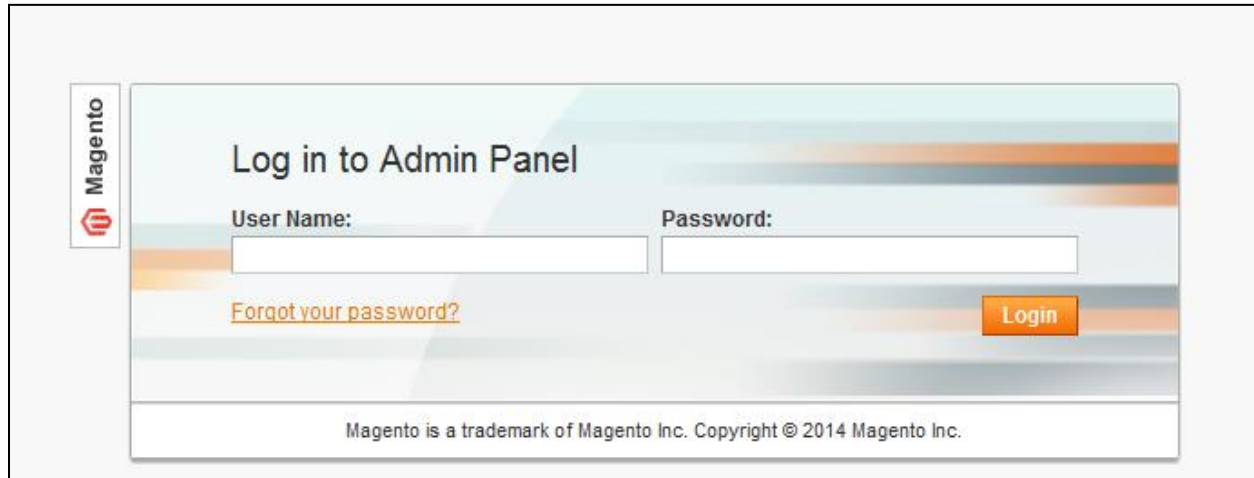 Magento
Log in to Admin Panel
User Name:
Password:
Forgot your password?
Login
Magento is a trademark of Magento Inc. Copyright © 2014 Magento Inc.